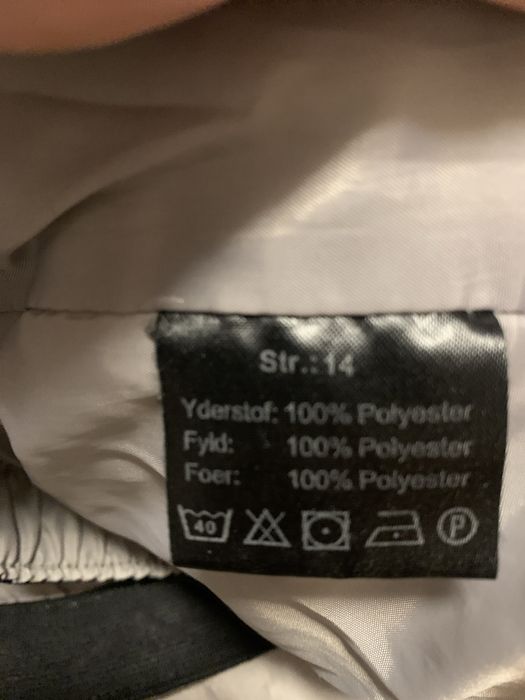 Str.: 14
Yderstof: 100% Polyester
Fyld: 100% Polyester
Foer: 100% Polyester
40 P